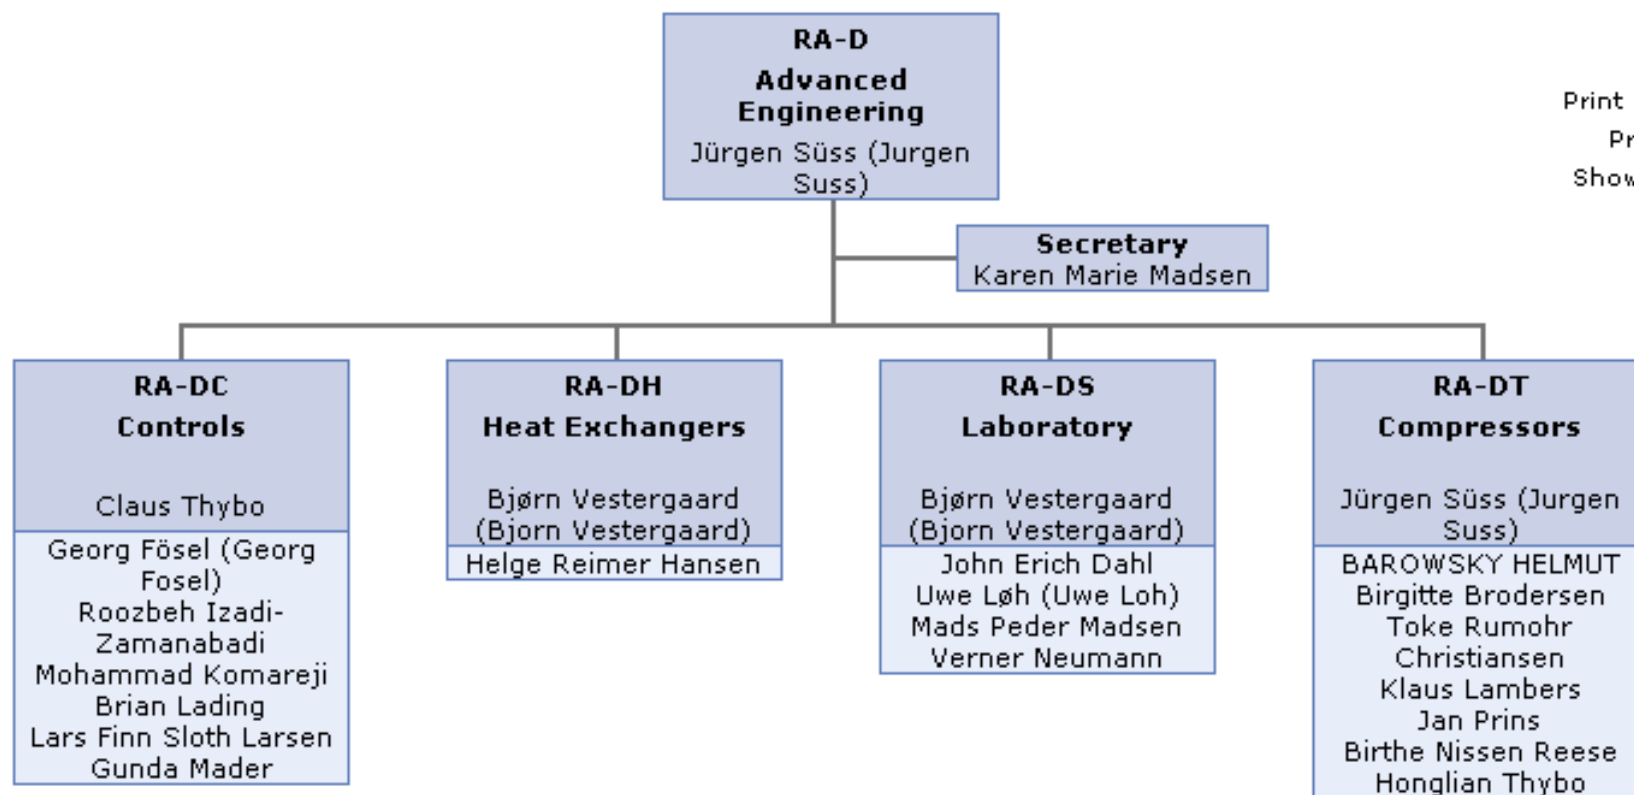 RA-D
Advanced
Engineering
Jürgen Süss (Jurgen
Suss)
Print
Pr
Show
Secretary
Karen Marie Madsen
RA-DC
Controls
Claus Thybo
Georg Fösel (Georg
Fosel)
Roozbeh Izadi-
Zamanabadi
Mohammad Komareji
Brian Lading
Lars Finn Sloth Larsen
Gunda Mader
RA-DH
Heat Exchangers
Bjørn Vestergaard
(Bjorn Vestergaard)
Helge Reimer Hansen
RA-DS
Laboratory
Bjørn Vestergaard
(Bjorn Vestergaard)
John Erich Dahl
Uwe Løh (Uwe Loh)
Mads Peder Madsen
Verner Neumann
RA-DT
Compressors
Jürgen Süss (Jurgen
Suss)
BAROWSKY HELMUT
Birgitte Brodersen
Toke Rumohr
Christiansen
Klaus Lambers
Jan Prins
Birthe Nissen Reese
Honglian Thybo